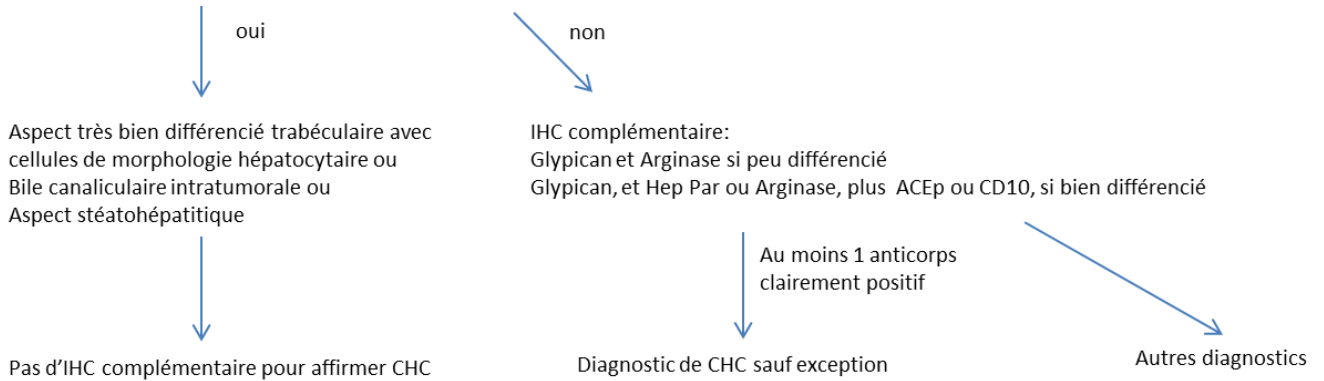 oui
non
Aspect très bien différencié trabéculaire avec
cellules de morphologie hépatocytaire ou
Bile canaliculaire intratumorale ou
Aspect stéatohépatitique
IHC complémentaire:
Glypican et Arginase si peu différencié
Glypican, et Hep Par ou Arginase, plus ACEp ou CD10, si bien différencié
Au moins 1 anticorps
clairement positif
Pas d'IHC complémentaire pour affirmer CHC
Diagnostic de CHC sauf exception
Autres diagnostics